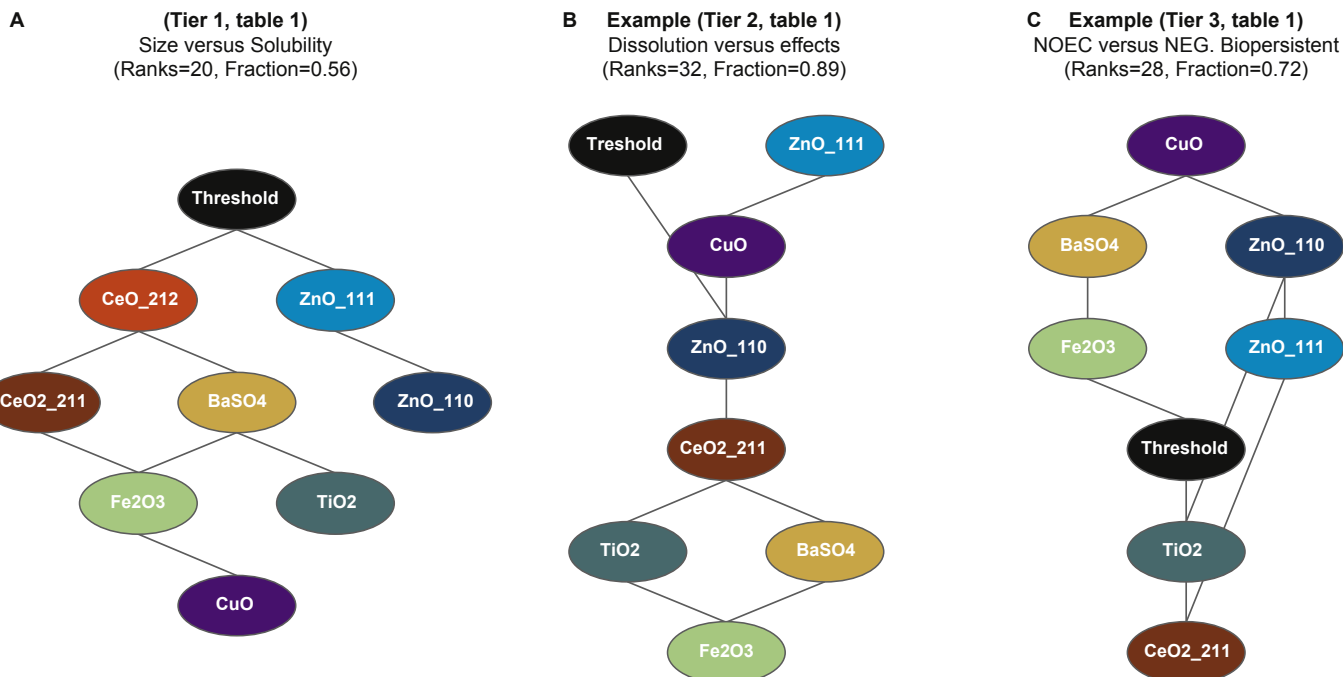 A
(Tier 1, table 1)
Size versus Solubility
(Ranks=20, Fraction=0.56)
Threshold
CeO_212
ZnO_111
CeO2_211
BaSO4
ZnO_110
Fe2O3
TiO2
CuO
B
Example (Tier 2, table 1)
Dissolution versus effects
(Ranks=32, Fraction=0.89)
Treshold
ZnO_111
CuO
ZnO_110
CeO2_211
TiO2
BaSO4
Fe2O3
C
Example (Tier 3, table 1)
NOEC versus NEG. Biopersistent
(Ranks=28, Fraction=0.72)
CuO
BaSO4
ZnO_110
Fe2O3
ZnO_111
Threshold
TiO2
CeO2_211